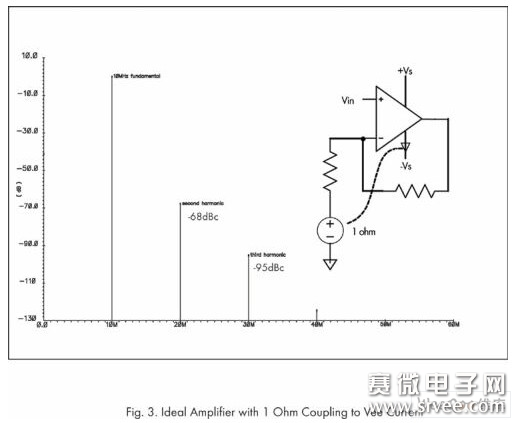 10.0
-10.0
-30.0
-50.0
(dB)
-70.0
-90.0
-110
-130
10MHz fundamental
second harmonic
-68dBc
third harmonic
-95dBc
+Vs
Vin
+
-
-Vs
+
-
1 ohm
0.0
10M
20M
30M
40M
50M
60M
赛微电子网
www.srvee.com
Fig. 3. Ideal Amplifier with 1 Ohm Coupling to Vee Current